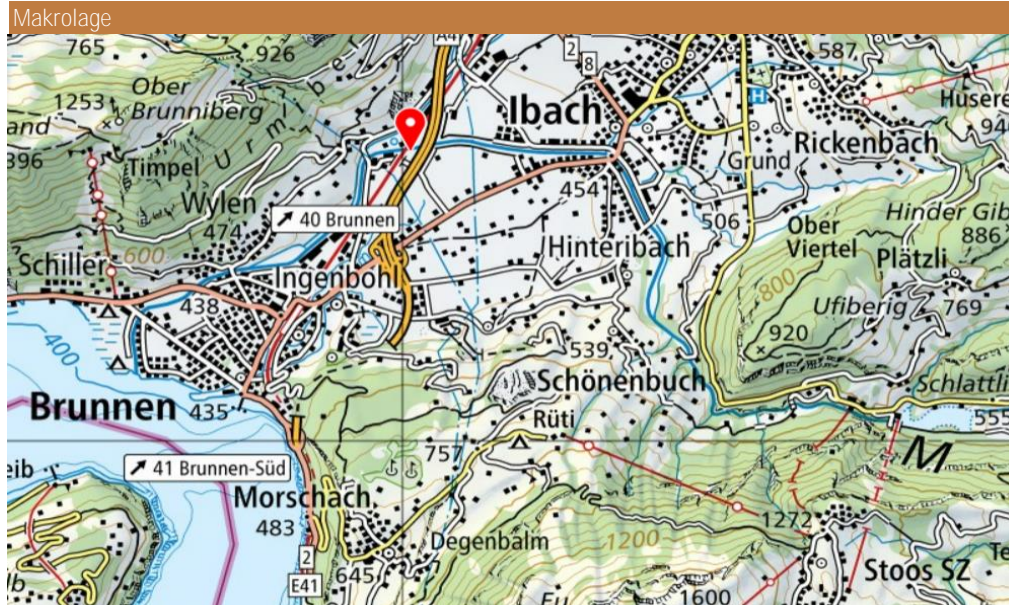 Makrolage
765
926
A4
2
8
587
Ober
Brunniberg
1253
Ibach
H
Husere
Rickenbach
396
Timpel
Urmibe
Grund
Wylen
454
474
506
Hinder Gib
↗ 40 Brunnen
Ober
Viertel
886
Hinteribach
Plätzli
Schiller
600
Ingenbohl
800
438
Ufiberg
769
400
920
539
Schönenbuch
Schlattli
Brunnen
435
Rüti
555
757
M
eib
↗ 41 Brunnen-Süd
Morschach
483
1272
2
Degenbalm
1200
E41
645
Stoos SZ
1600